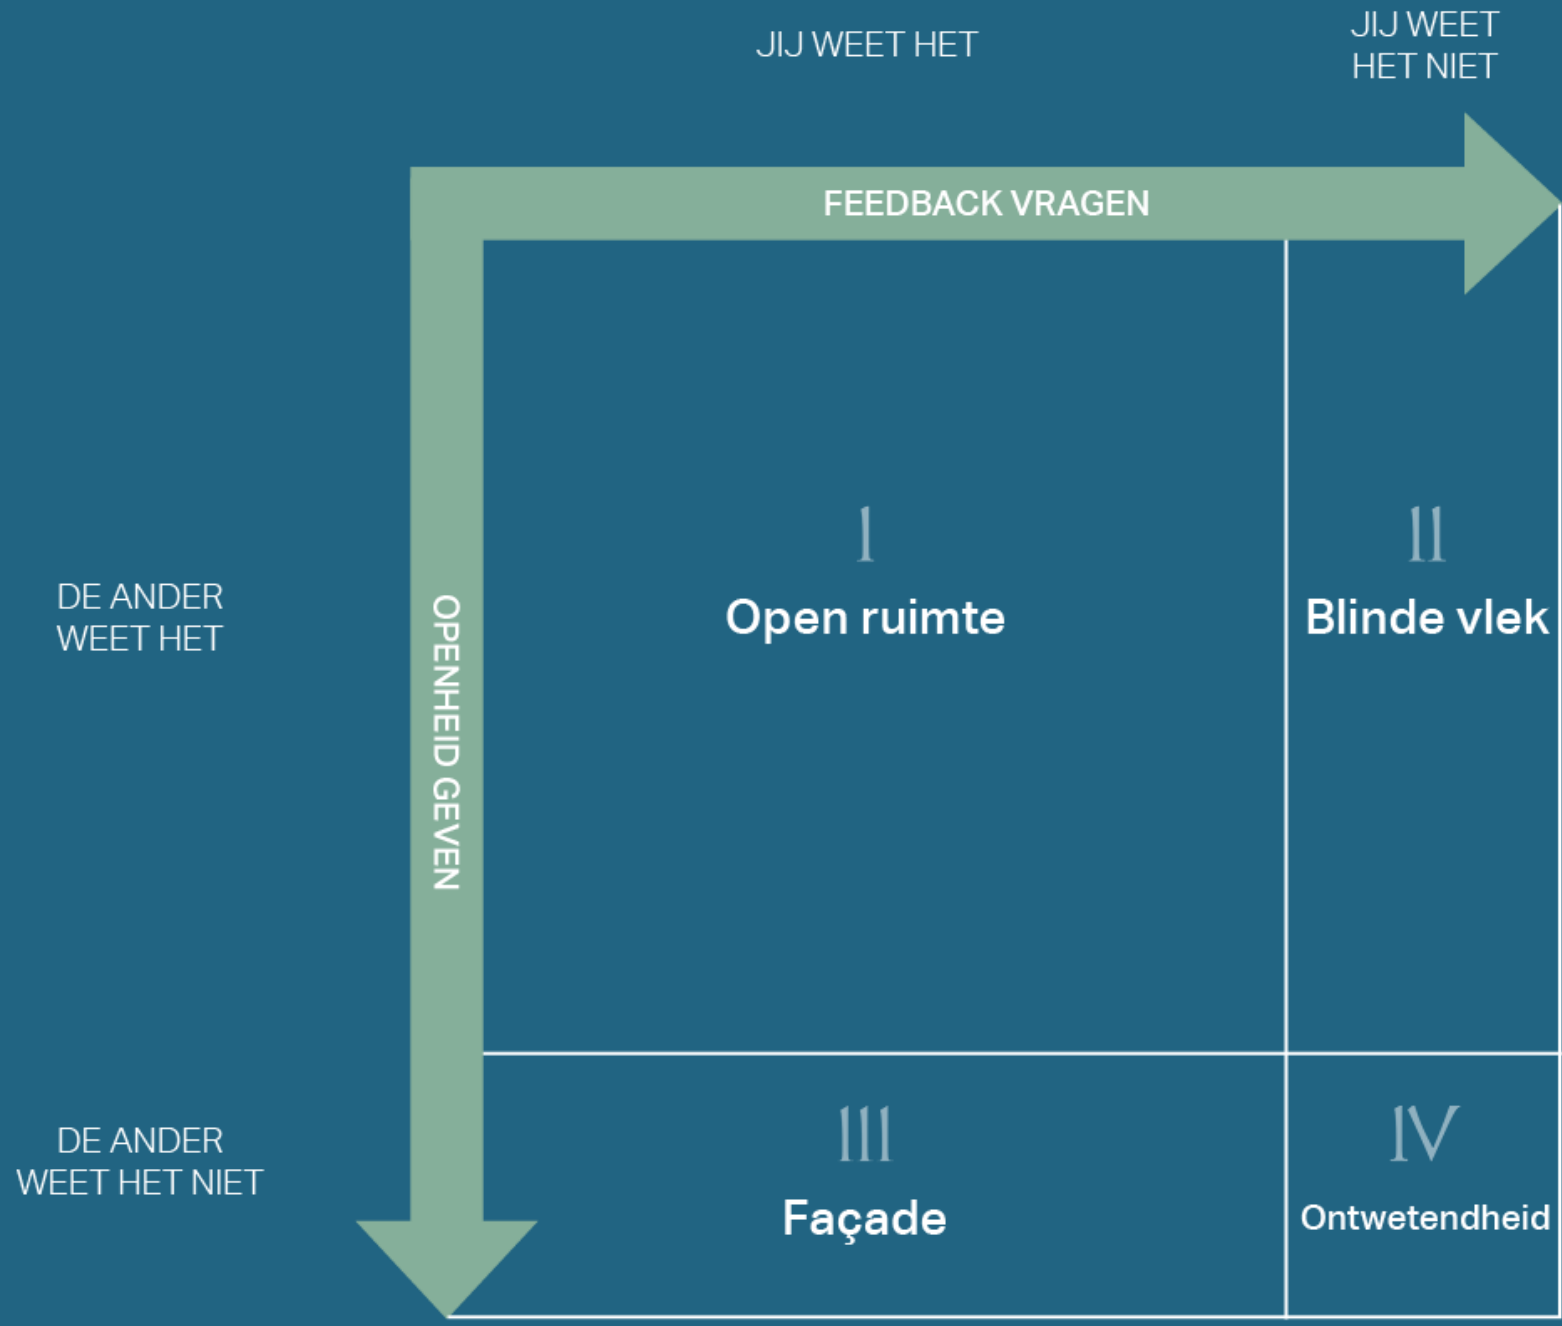 JIJ WEET HET
JIJ WEET
HET NIET
FEEDBACK VRAGEN
DE ANDER
WEET HET
OPENHEID GEVEN
I
Open ruimte
II
Blinde vlek
DE ANDER
WEET HET NIET
III
Façade
IV
Ontwetendheid